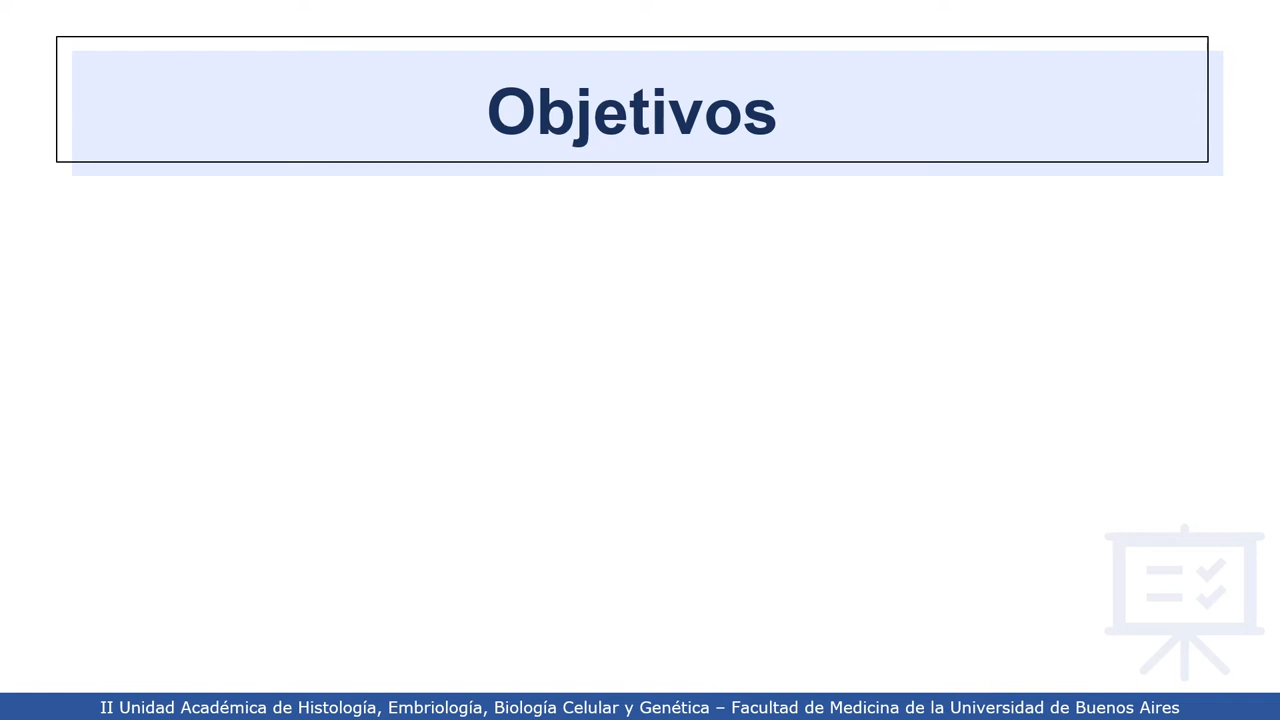 Objetivos
II Unidad Académica de Histología, Embriología, Biología Celular y Genética – Facultad de Medicina de la Universidad de Buenos Aires